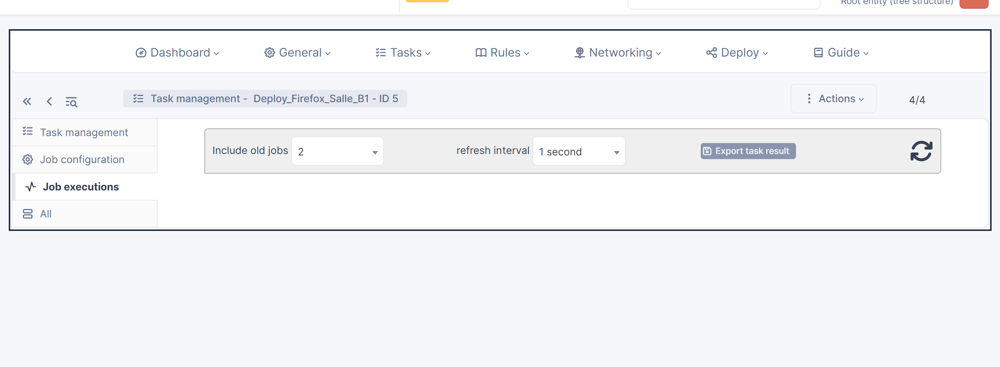 Root entity (tree structure)
Dashboard General Tasks Rules Networking Deploy Guide
Task management - Deploy_Firefox_Salle_B1 - ID 5
Actions
4/4
Task management
Job configuration
Job executions
All
Include old jobs 2 refresh interval 1 second Export task result